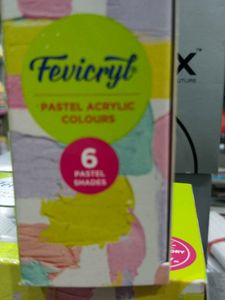 Fevicryl
PASTEL ACRYLIC
COLOURS
6
PASTEL
SHADES
X